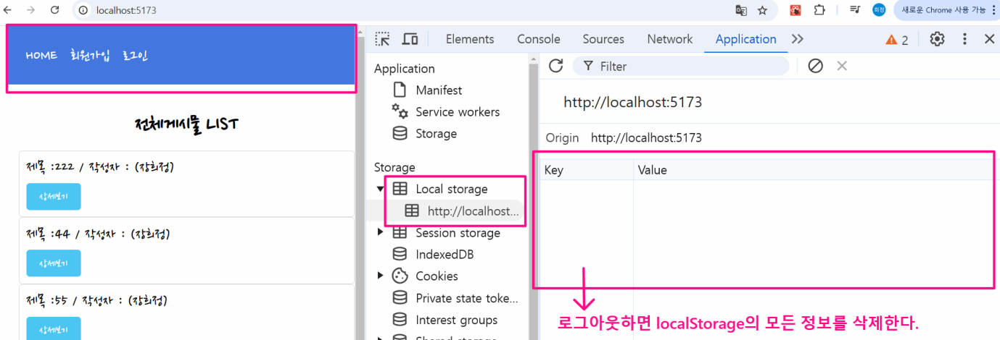 localhost:5173
새로운 Chrome 사용 가능
HOME 회원가입 로그인
전체게시물 LIST
제목 :222 / 작성자 : (장희정)
상세보기
제목 :44 / 작성자 : (장희정)
상세보기
제목 :55 / 작성자 : (장희정)
상세보기
Elements Console Sources Network Application 2
Application
Manifest
Service workers
Storage
Storage
Local storage
http://localhost...
Session storage
IndexedDB
Cookies
Private state toke...
Interest groups
Filter
http://localhost:5173
Origin http://localhost:5173
Key Value
로그아웃하면 localStorage의 모든 정보를 삭제한다.